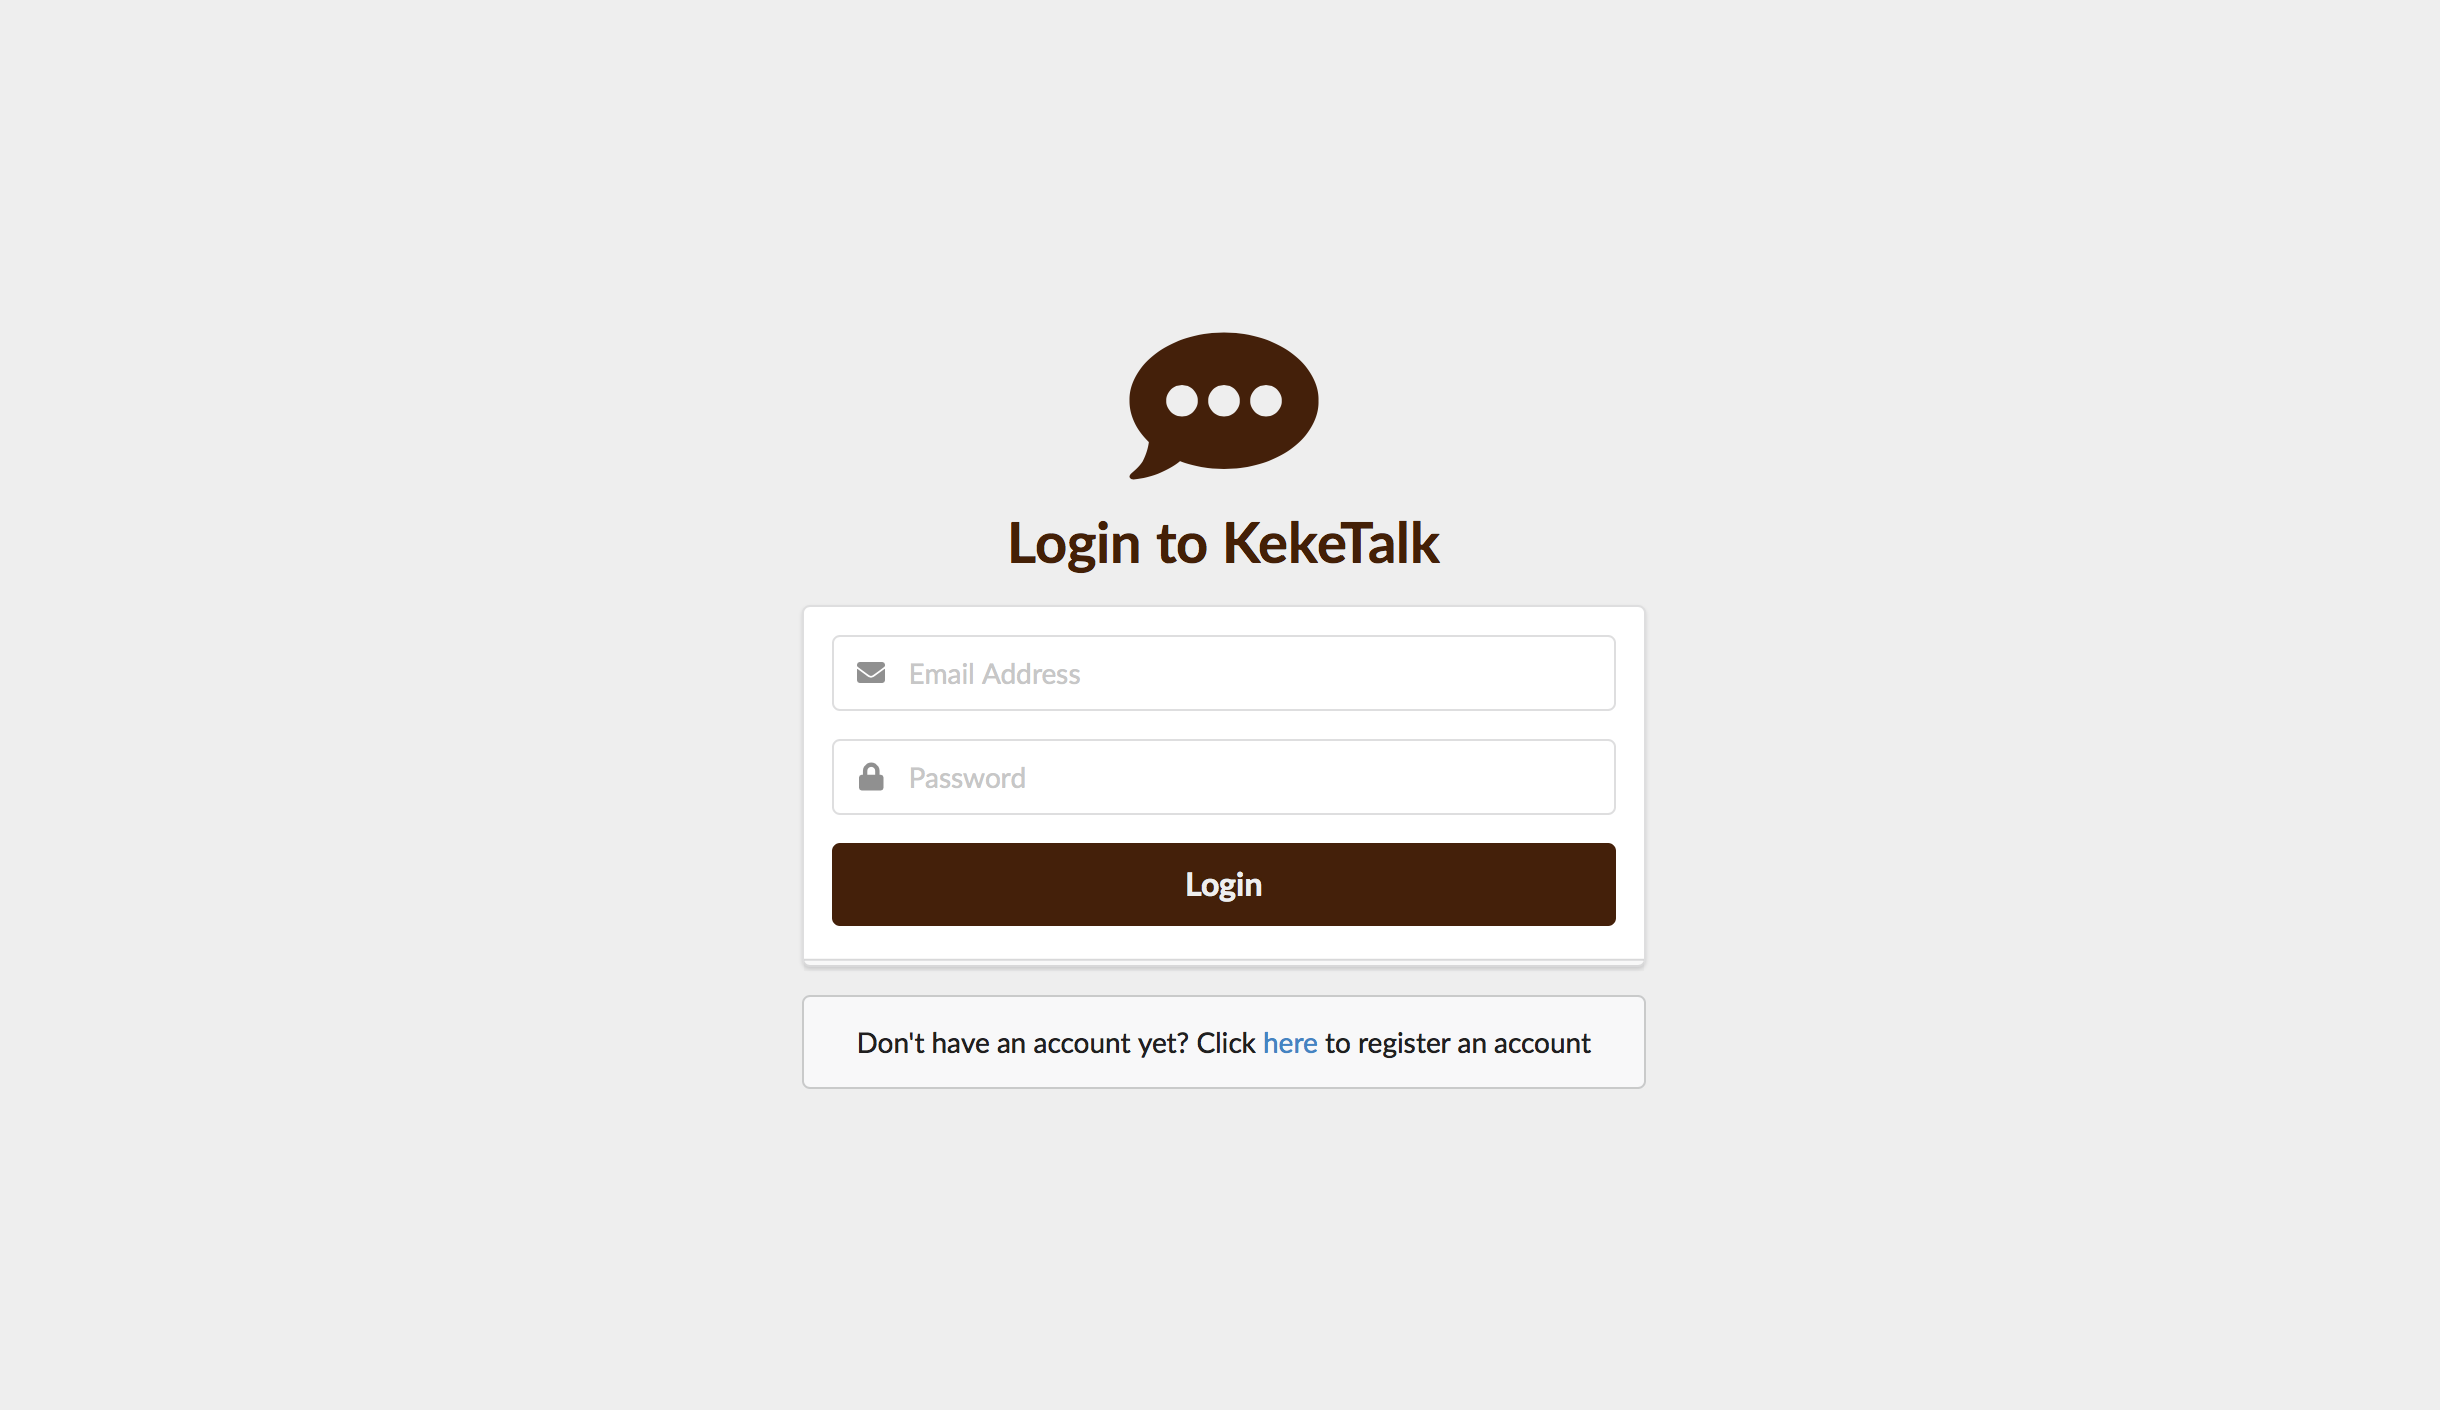 Login to KekeTalk
Email Address
Password
Login
Don't have an account yet? Click here to register an account